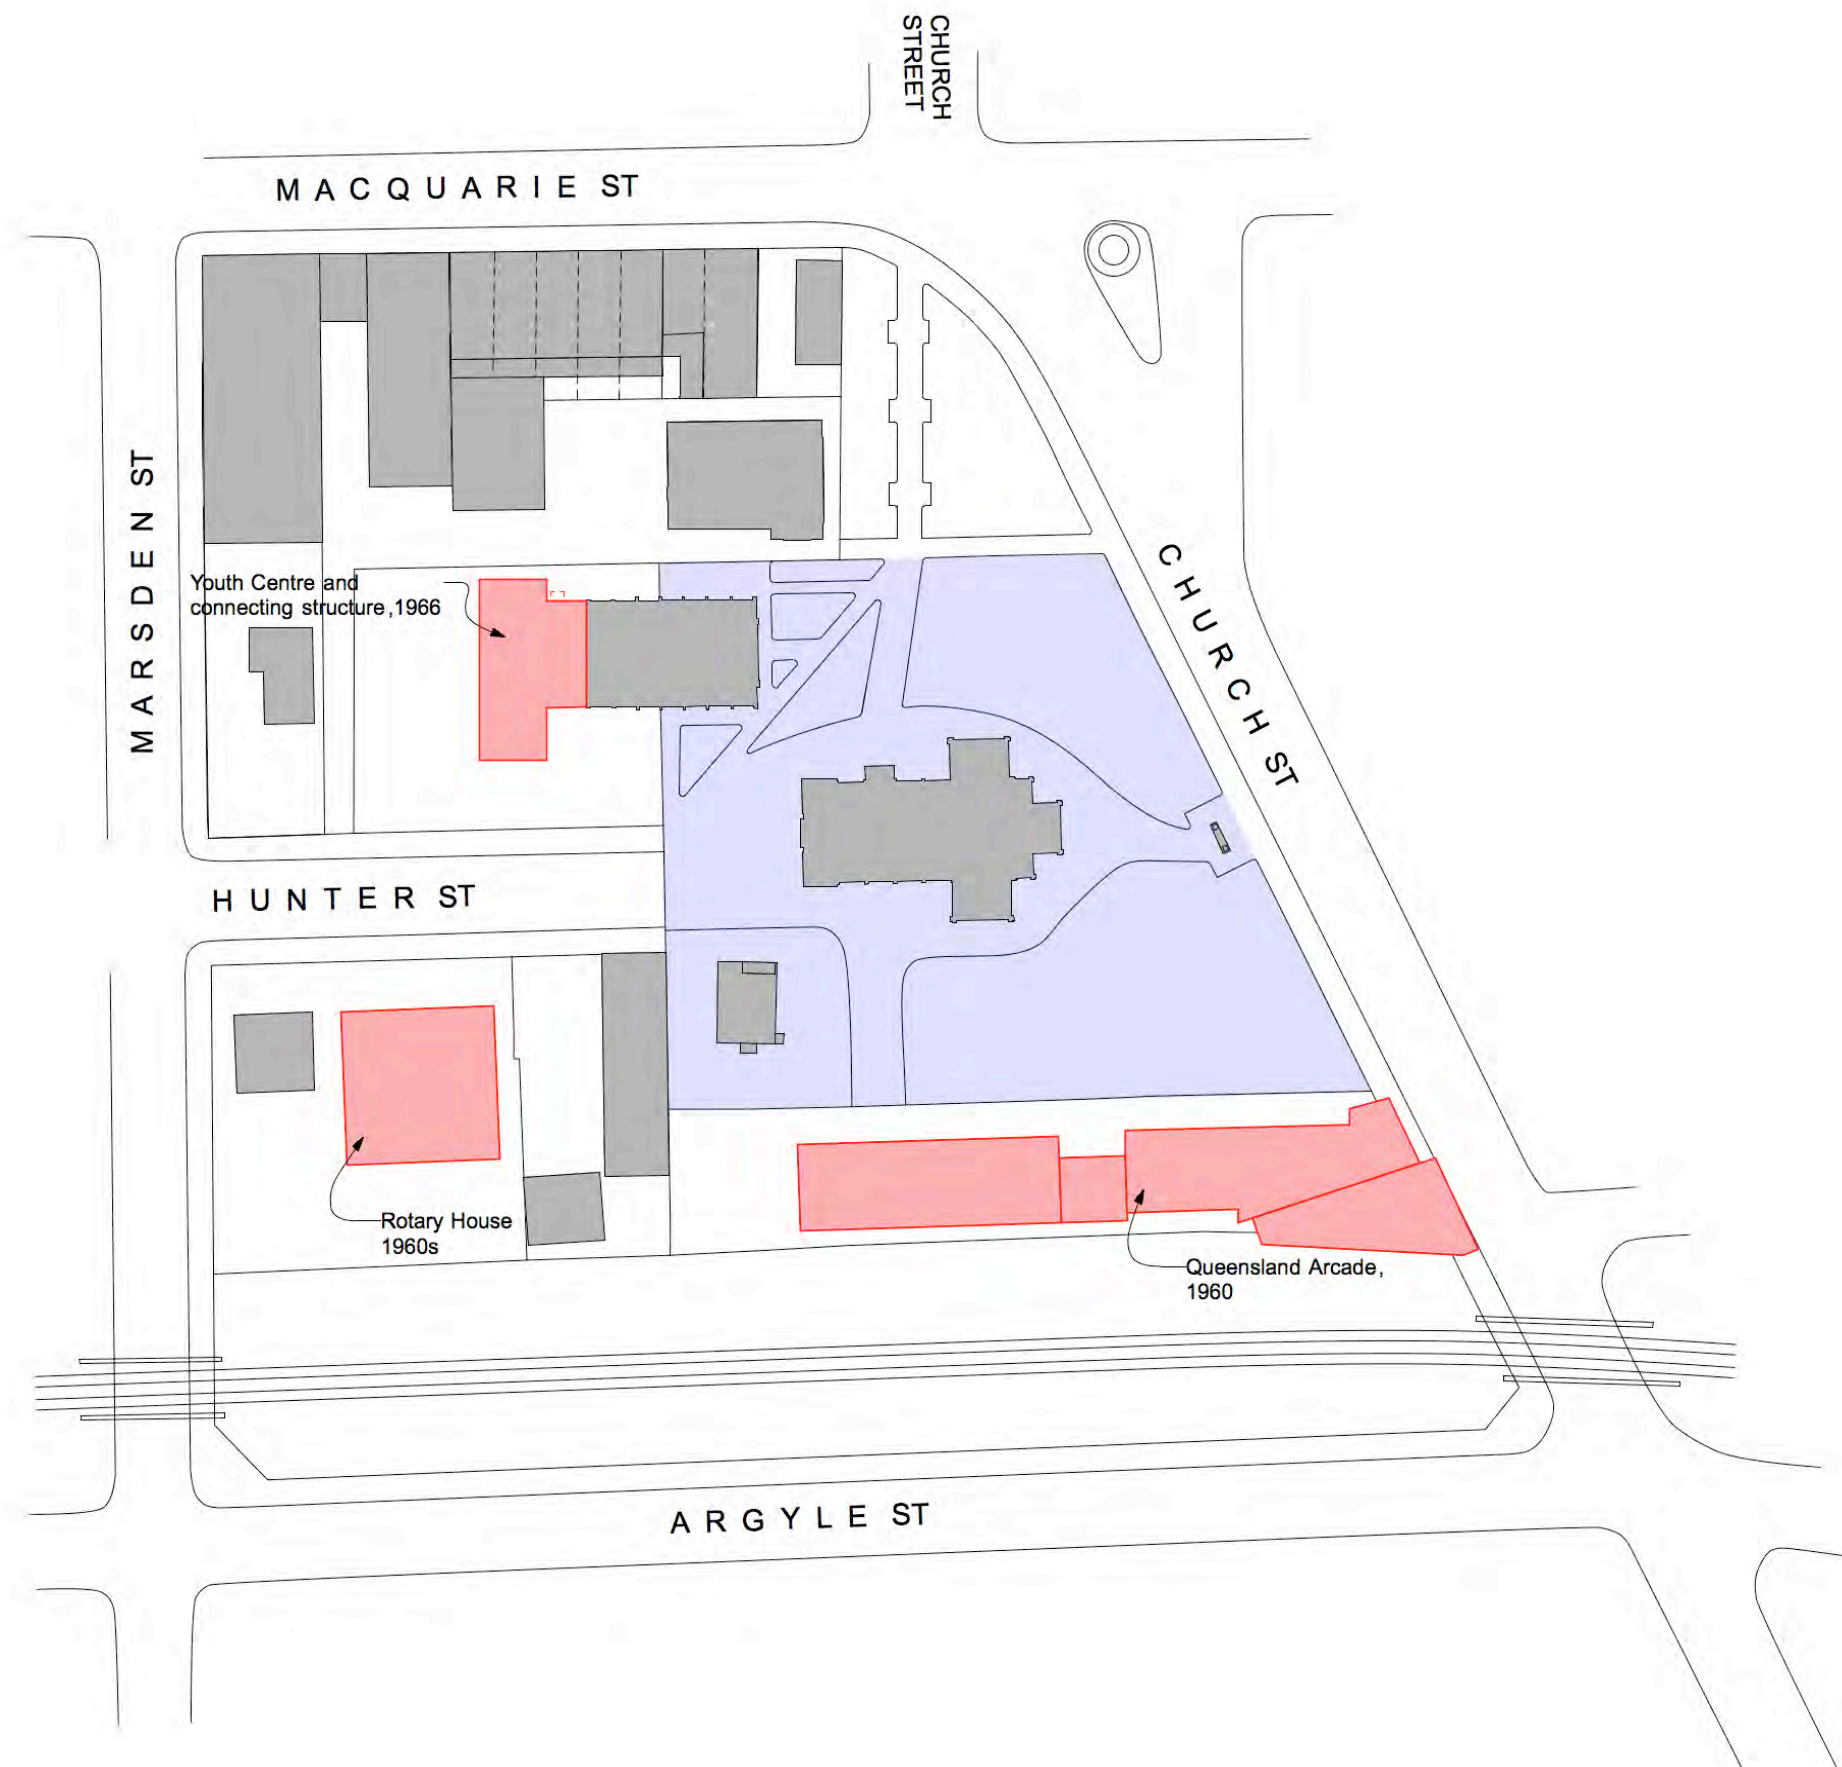 CHURCH
STREET
MACQUARIE ST
MARSDEN ST
CHURCH ST
Youth Centre and
connecting structure,1966
HUNTER ST
Rotary House
1960s
Queensland Arcade,
1960
ARGYLE ST